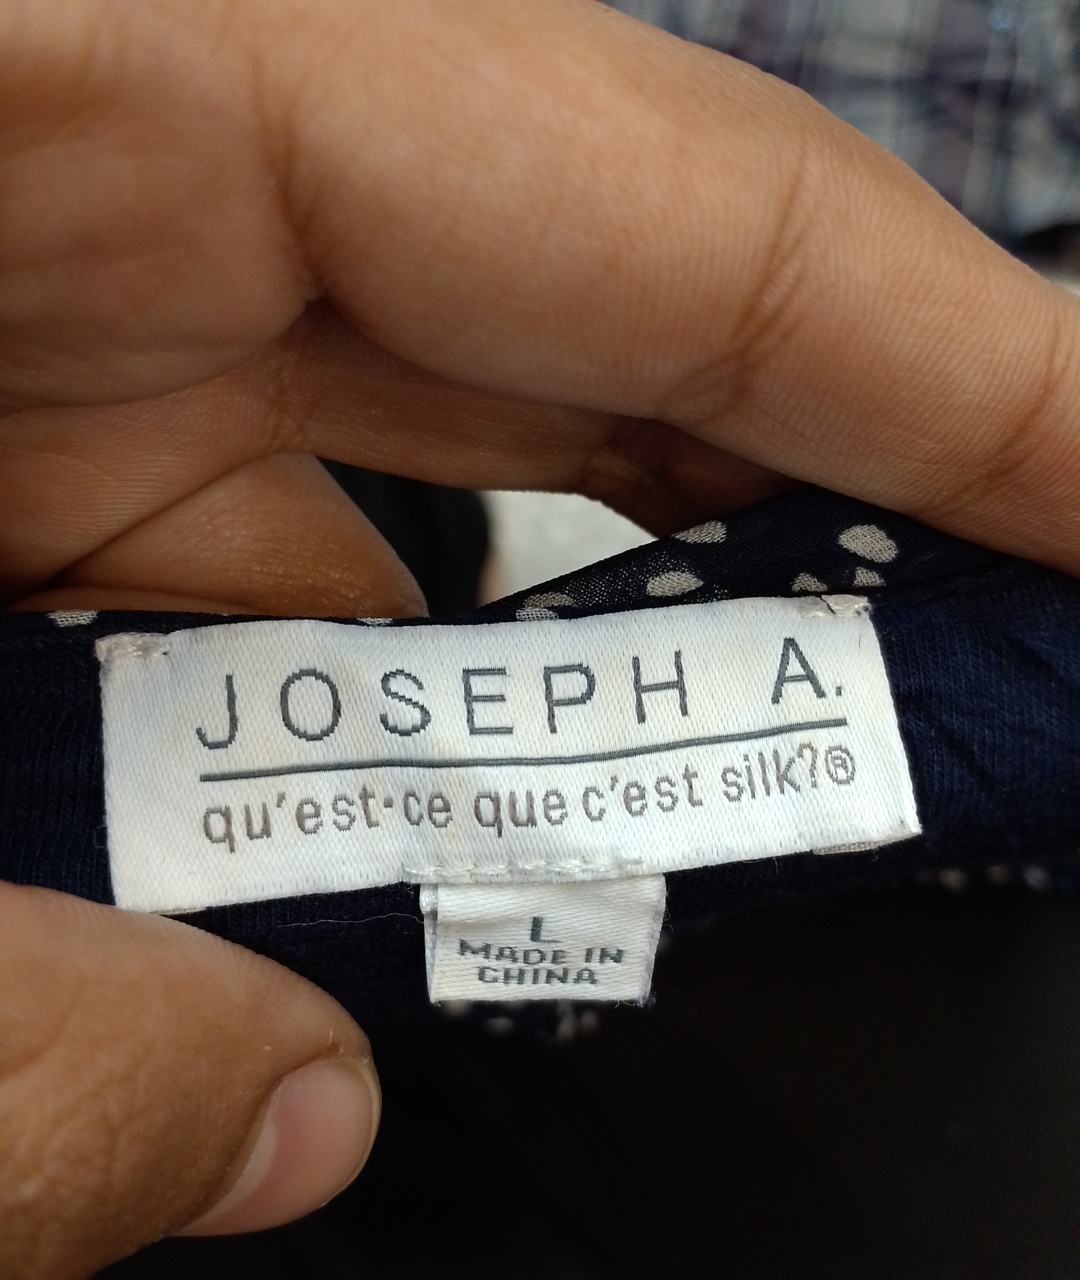 JOSEPH A.
qu'est-ce que c'est silk?®
L
MADE IN
CHINA